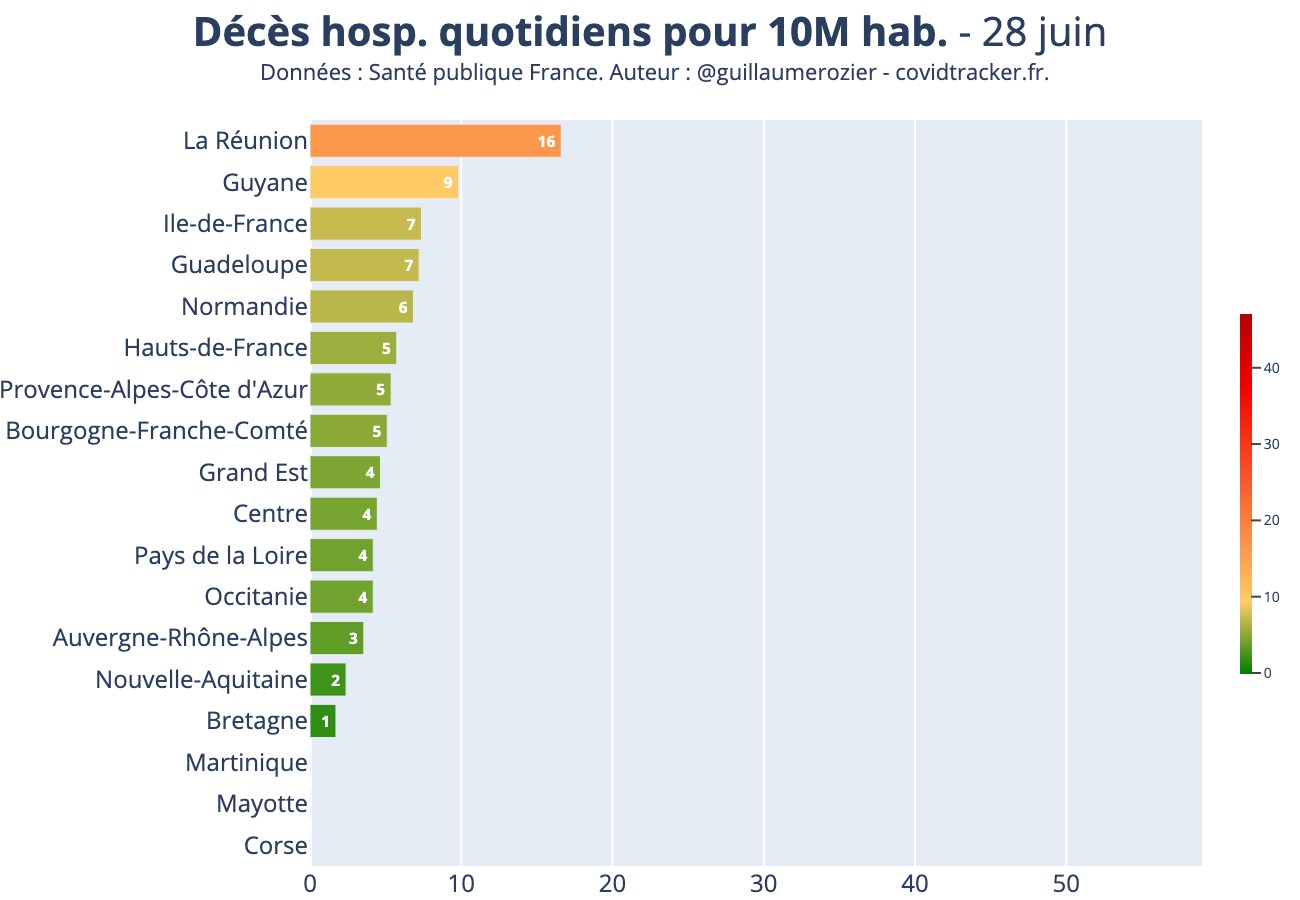 Décès hosp. quotidiens pour 10M hab. - 28 juin
Données : Santé publique France. Auteur : @guillaumerozier - covidtracker.fr.
La Réunion 16
Guyane 9
Ile-de-France 7
Guadeloupe 7
Normandie 6
Hauts-de-France 5
Provence-Alpes-Côte d'Azur 5
Bourgogne-Franche-Comté 5
Grand Est 4
Centre 4
Pays de la Loire 4
Occitanie 4
Auvergne-Rhône-Alpes 3
Nouvelle-Aquitaine 2
Bretagne 1
Martinique
Mayotte
Corse
0 10 20 30 40 50
40
30
20
10
0